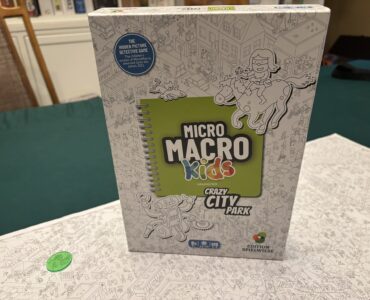 THE
HIDDEN PICTURE
DETECTIVE GAME
MICRO
MACRO
Kids
CRAZY
CITY
PARK
EDITION
SPIELWIESE